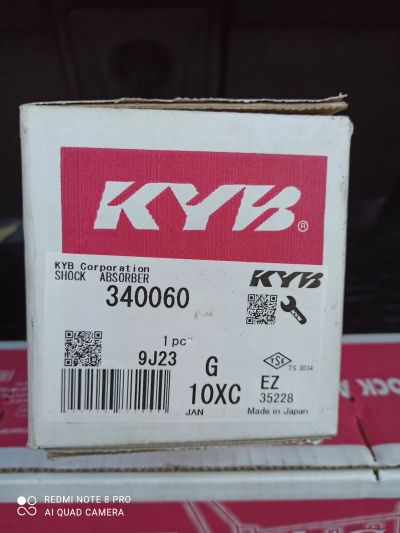 KYB®
KYB Corporation
SHOCK ABSORBER
KYB
340060
1 pc
9J23
G
TSE
TS 3034
10XC
EZ
35228
JAN
Made in Japan
OCK A
REDMI NOTE 8 PRO
AI QUAD CAMERA